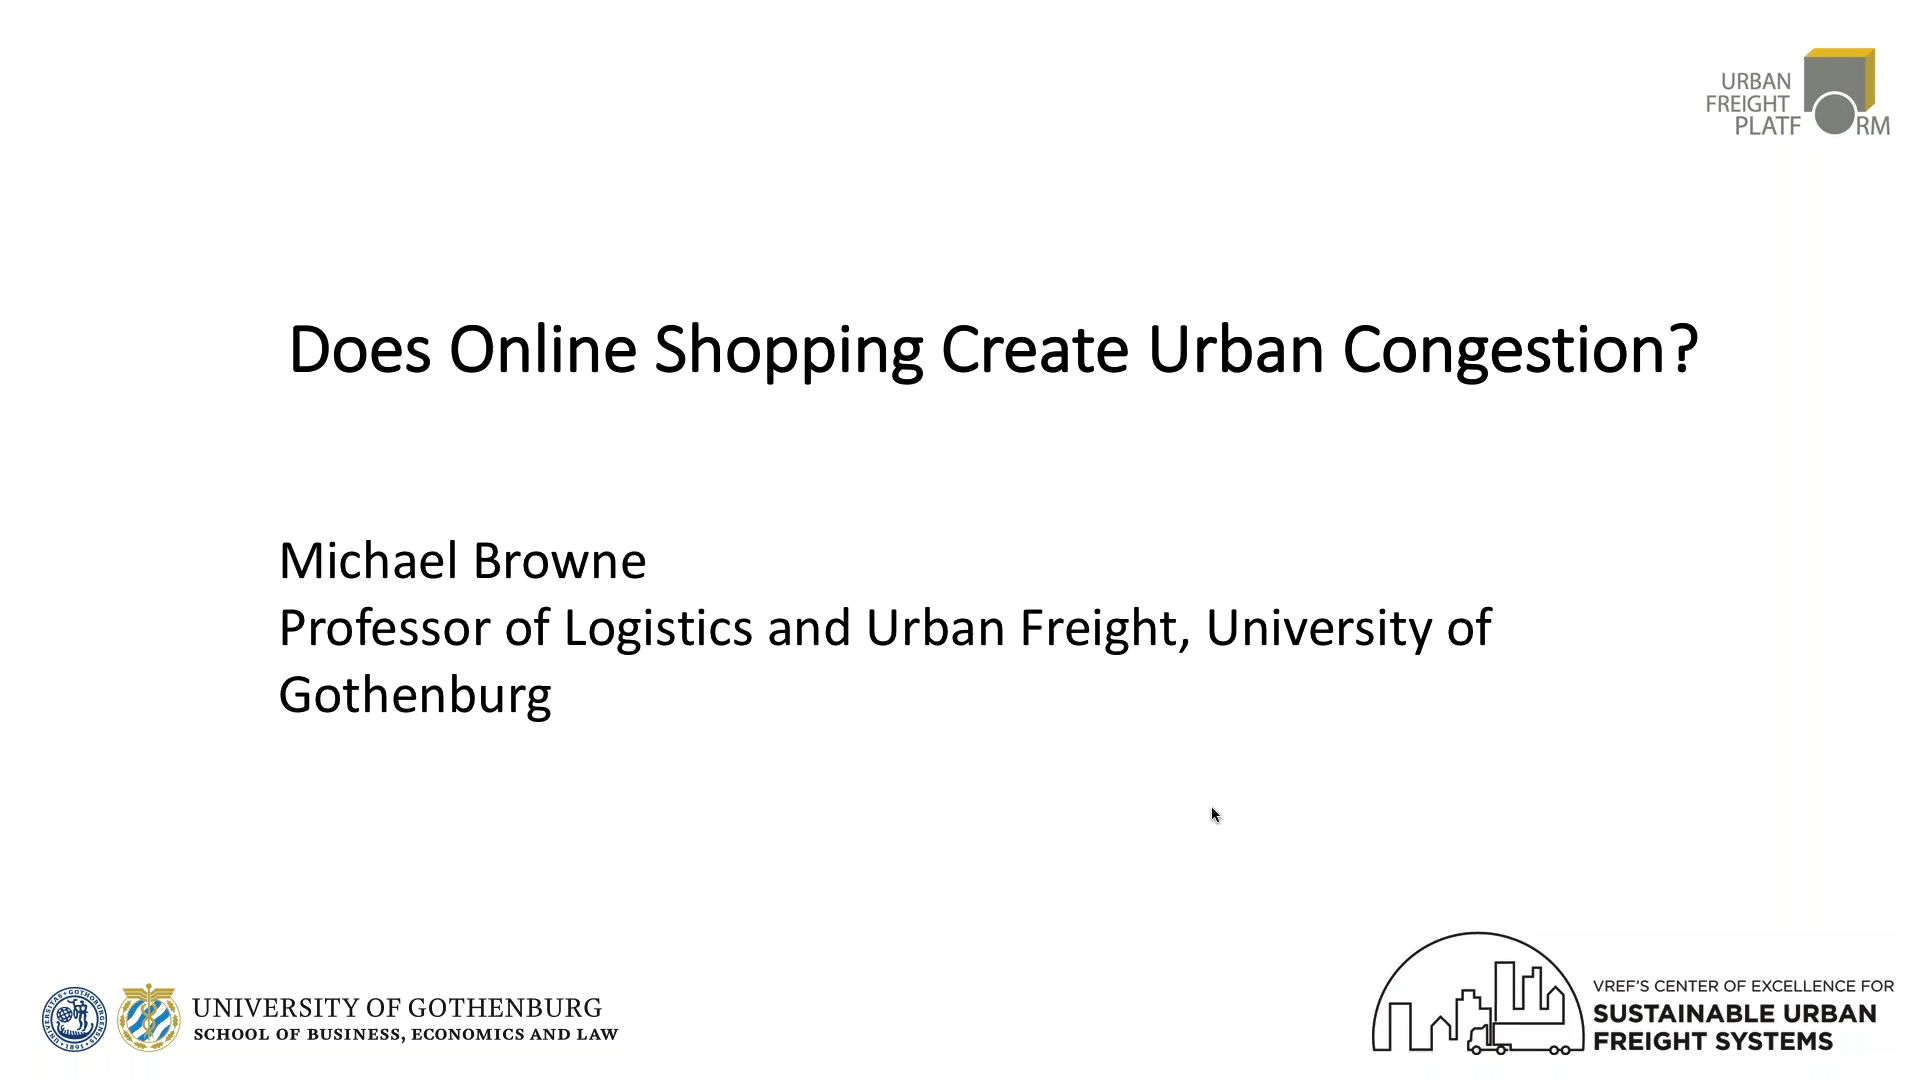 URBAN
FREIGHT
PLATF RM
Does Online Shopping Create Urban Congestion?
Michael Browne
Professor of Logistics and Urban Freight, University of
Gothenburg
UNIVERSITY OF GOTHENBURG
SCHOOL OF BUSINESS, ECONOMICS AND LAW
VREF'S CENTER OF EXCELLENCE FOR
SUSTAINABLE URBAN
FREIGHT SYSTEMS